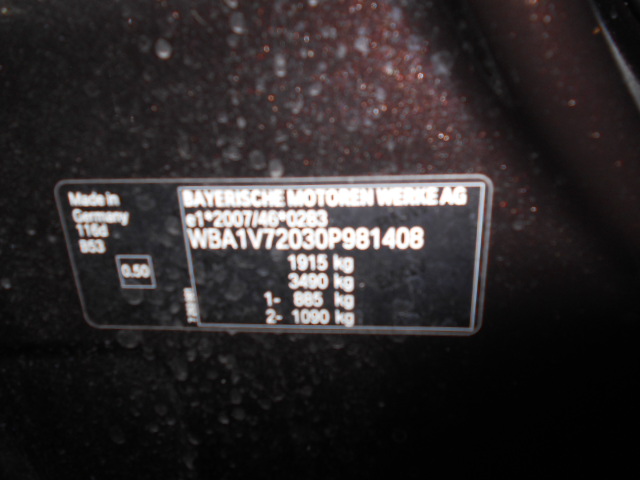 Made in
Germany
116d
B53
0.50
BAYERISCHE MOTOREN WERKE AG
e1*2007/46*0283
WBA1V72030P981408
1915 kg
3490 kg
1- 885 kg
2- 1090 kg